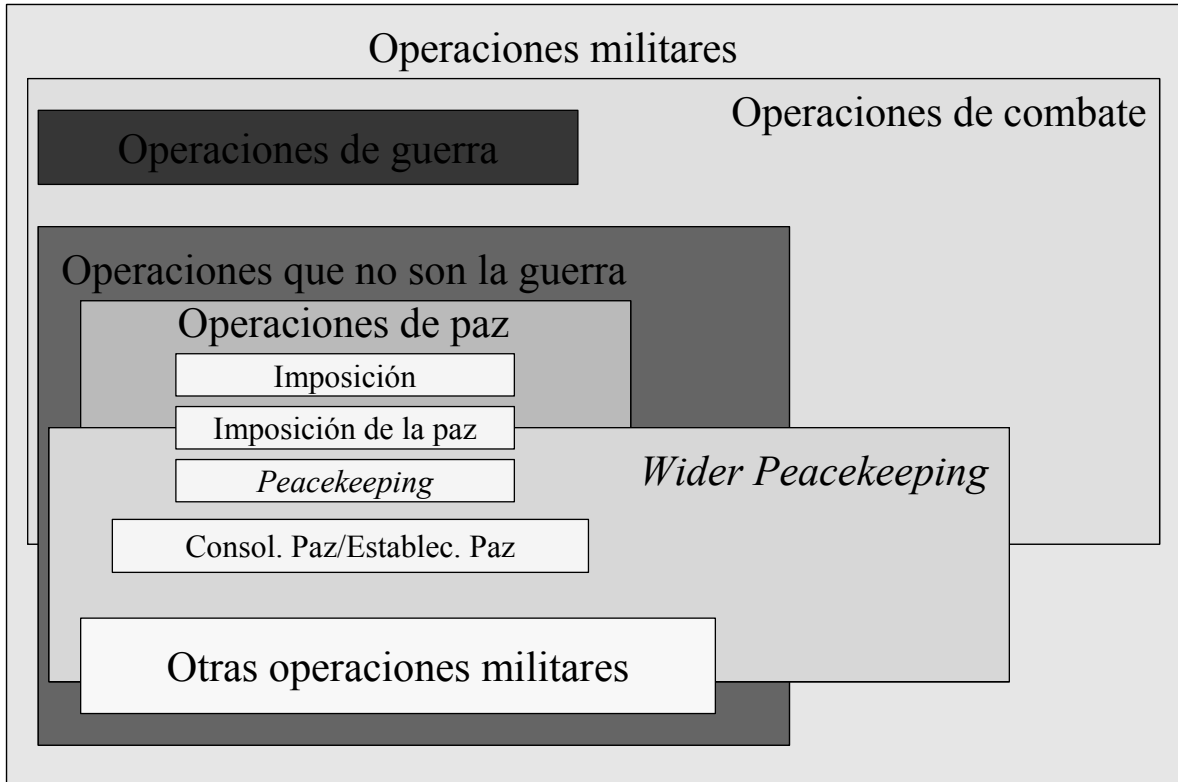 Operaciones militares
Operaciones de combate
Operaciones de guerra
Operaciones que no son la guerra
Operaciones de paz
Imposición
Imposición de la paz
Peacekeeping
Wider Peacekeeping
Consol. Paz/Establec. Paz
Otras operaciones militares